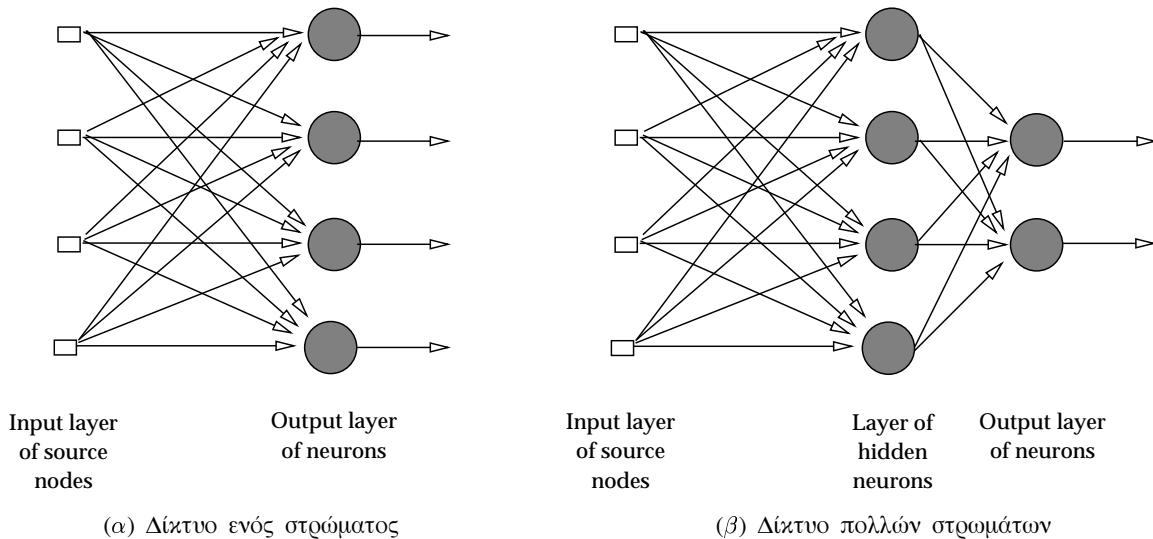 Input layer
of source
nodes
Output layer
of neurons
(α) Δίκτυο ενός στρώματος
Input layer
of source
nodes
Layer of
hidden
neurons
Output layer
of neurons
(β) Δίκτυο πολλών στρωμάτων